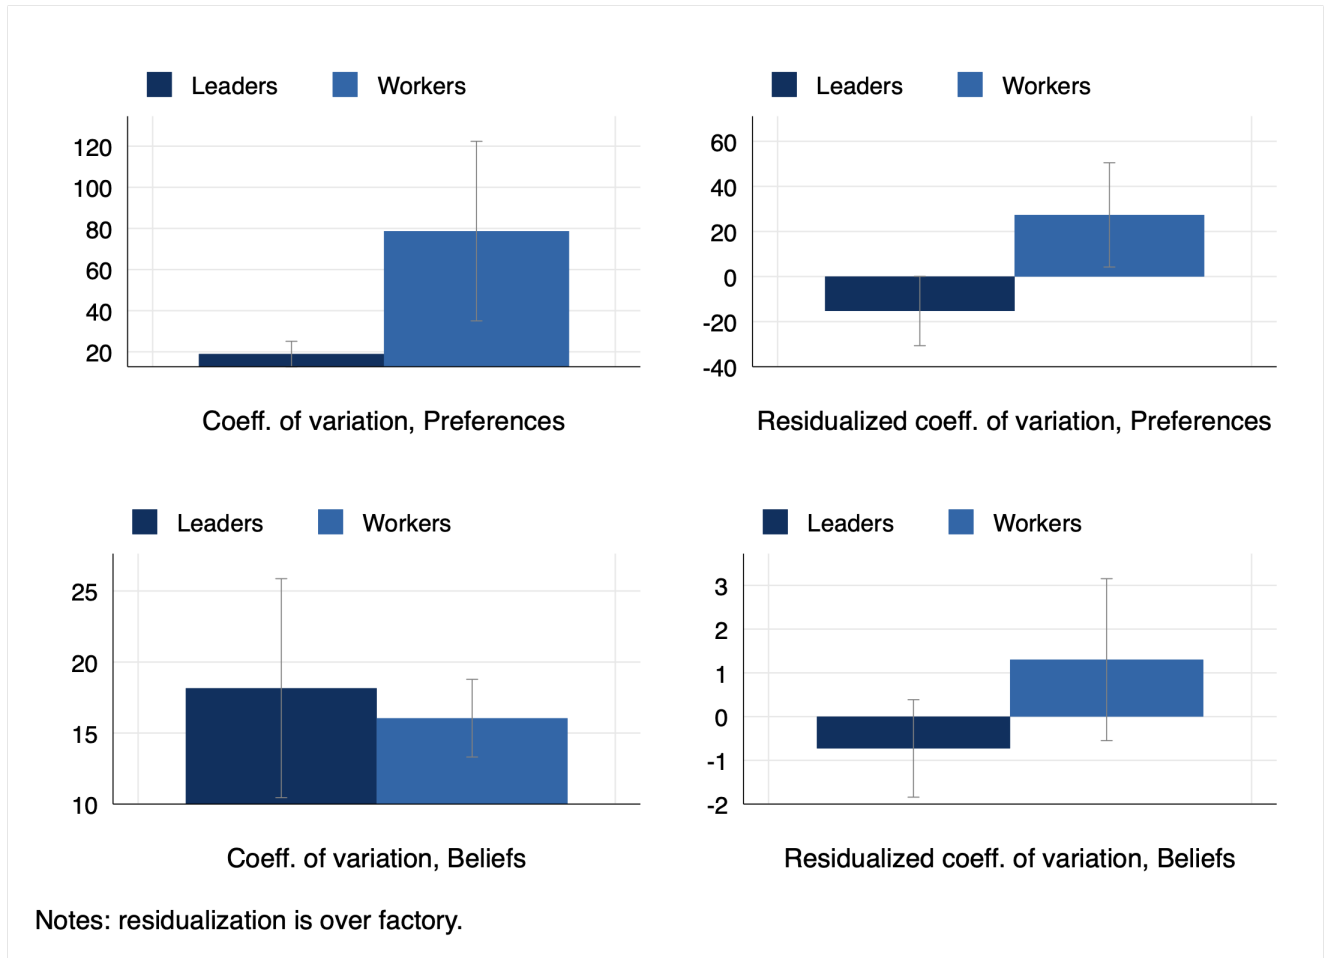 Leaders Workers
120
100
80
60
40
20
Coeff. of variation, Preferences
Leaders Workers
60
40
20
0
-20
-40
Residualized coeff. of variation, Preferences
Leaders Workers
25
20
15
10
Coeff. of variation, Beliefs
Leaders Workers
3
2
1
0
-1
-2
Residualized coeff. of variation, Beliefs
Notes: residualization is over factory.